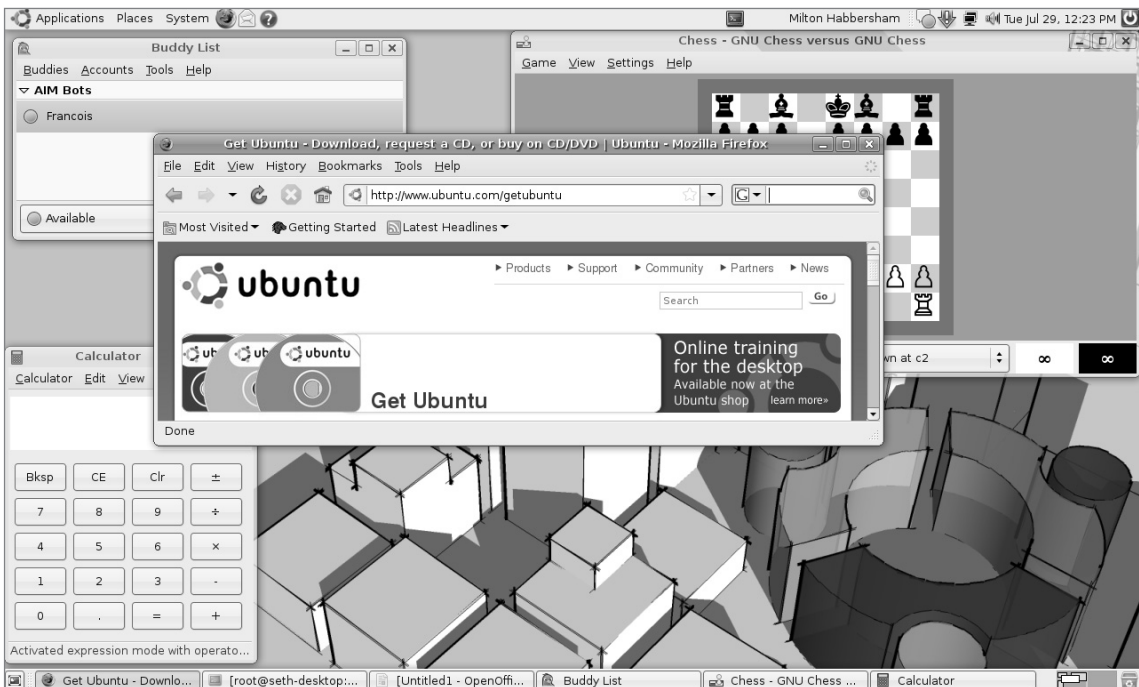 Applications Places System Milton Habbersham Tue Jul 29, 12:23 PM
Buddy List
Buddies Accounts Tools Help
AIM Bots
Francois
Available
Chess - GNU Chess versus GNU Chess
Game View Settings Help
wn at c2 ∞ ∞
Get Ubuntu - Download, request a CD, or buy on CD/DVD | Ubuntu - Mozilla Firefox
File Edit View History Bookmarks Tools Help
http://www.ubuntu.com/getubuntu G
Most Visited Getting Started Latest Headlines
ubuntu
Products Support Community Partners News
Search Go
ub ub ubuntu
Get Ubuntu
Online training
for the desktop
Available now at the
Ubuntu shop learn more»
Done
Calculator
Calculator Edit View
Bksp CE Clr ±
7 8 9 ÷
4 5 6 ×
1 2 3 -
0 . = +
Activated expression mode with operato...
Get Ubuntu - Downlo... [root@seth-desktop:... [Untitled1 - OpenOffi... Buddy List Chess - GNU Chess ... Calculator